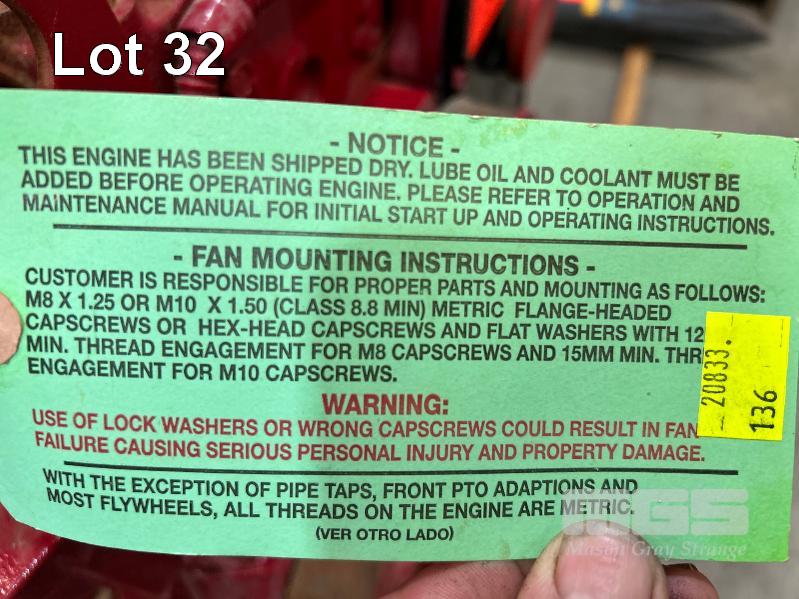 Lot 32
- NOTICE -
THIS ENGINE HAS BEEN SHIPPED DRY. LUBE OIL AND COOLANT MUST BE
ADDED BEFORE OPERATING ENGINE. PLEASE REFER TO OPERATION AND
MAINTENANCE MANUAL FOR INITIAL START UP AND OPERATING INSTRUCTIONS.
- FAN MOUNTING INSTRUCTIONS -
CUSTOMER IS RESPONSIBLE FOR PROPER PARTS AND MOUNTING AS FOLLOWS:
M8 X 1.25 OR M10 X 1.50 (CLASS 8.8 MIN) METRIC FLANGE-HEADED
CAPSCREWS OR HEX-HEAD CAPSCREWS AND FLAT WASHERS WITH 12
MIN. THREAD ENGAGEMENT FOR M8 CAPSCREWS AND 15MM MIN. THR
ENGAGEMENT FOR M10 CAPSCREWS.
20833.
136
WARNING:
USE OF LOCK WASHERS OR WRONG CAPSCREWS COULD RESULT IN FAN
FAILURE CAUSING SERIOUS PERSONAL INJURY AND PROPERTY DAMAGE.
WITH THE EXCEPTION OF PIPE TAPS, FRONT PTO ADAPTIONS AND
MOST FLYWHEELS, ALL THREADS ON THE ENGINE ARE METRIC.
(VER OTRO LADO)
MGS
Mason Gray Strange